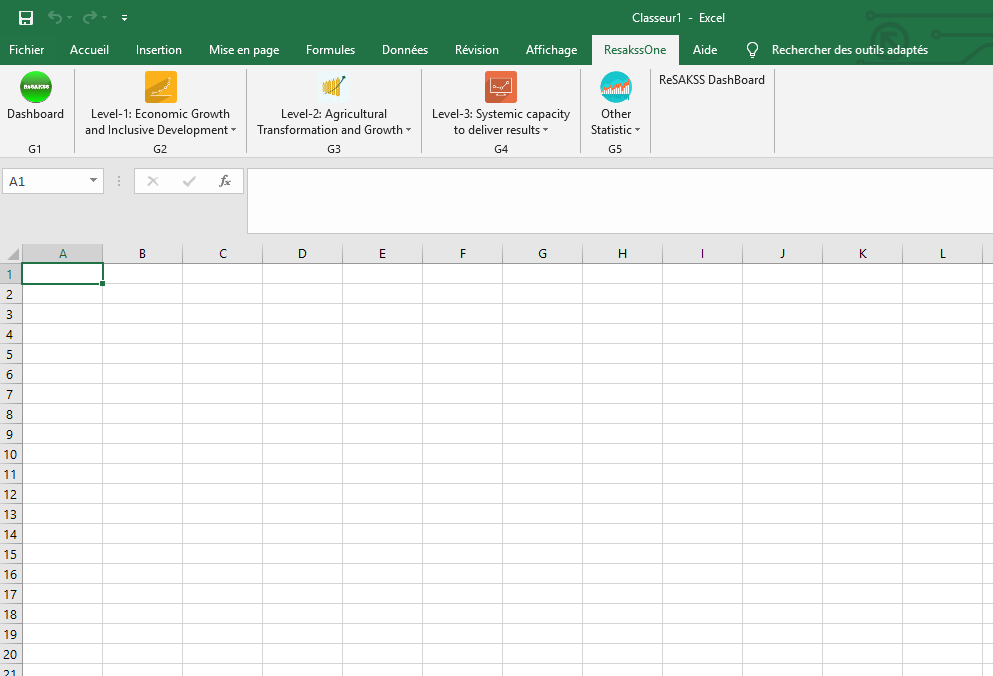 Classeur1 - Excel
Fichier Accueil Insertion Mise en page Formules Données Révision Affichage ResakssOne Aide Rechercher des outils adaptés
ReSAKSS
Dashboard
G1
Level-1: Economic Growth
and Inclusive Development
G2
Level-2: Agricultural
Transformation and Growth
G3
Level-3: Systemic capacity
to deliver results
G4
Other
Statistic
G5
ReSAKSS DashBoard
A1 fx
A B C D E F G H I J K L
1
2
3
4
5
6
7
8
9
10
11
12
13
14
15
16
17
18
19
20
21